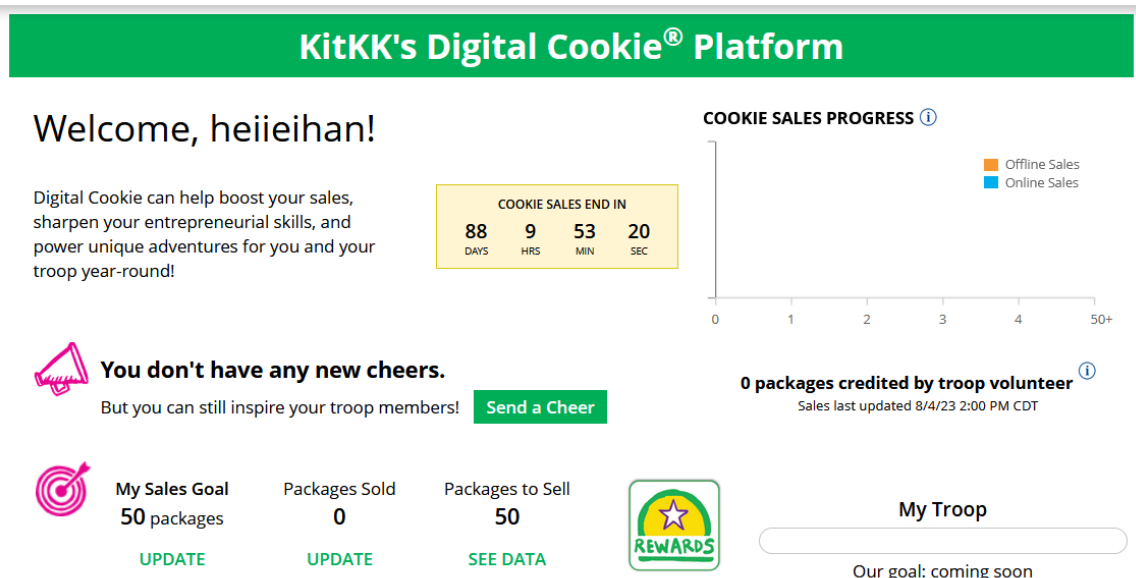 KitKK's Digital Cookie® Platform
Welcome, heiieihan!
Digital Cookie can help boost your sales,
sharpen your entrepreneurial skills, and
power unique adventures for you and your
troop year-round!
COOKIE SALES END IN
88 9 53 20
DAYS HRS MIN SEC
COOKIE SALES PROGRESS i
Offline Sales
Online Sales
0 1 2 3 4 50+
You don't have any new cheers.
But you can still inspire your troop members! Send a Cheer
0 packages credited by troop volunteer i
Sales last updated 8/4/23 2:00 PM CDT
My Sales Goal Packages Sold Packages to Sell
50 packages 0 50
UPDATE UPDATE SEE DATA
REWARDS
My Troop
Our goal: coming soon